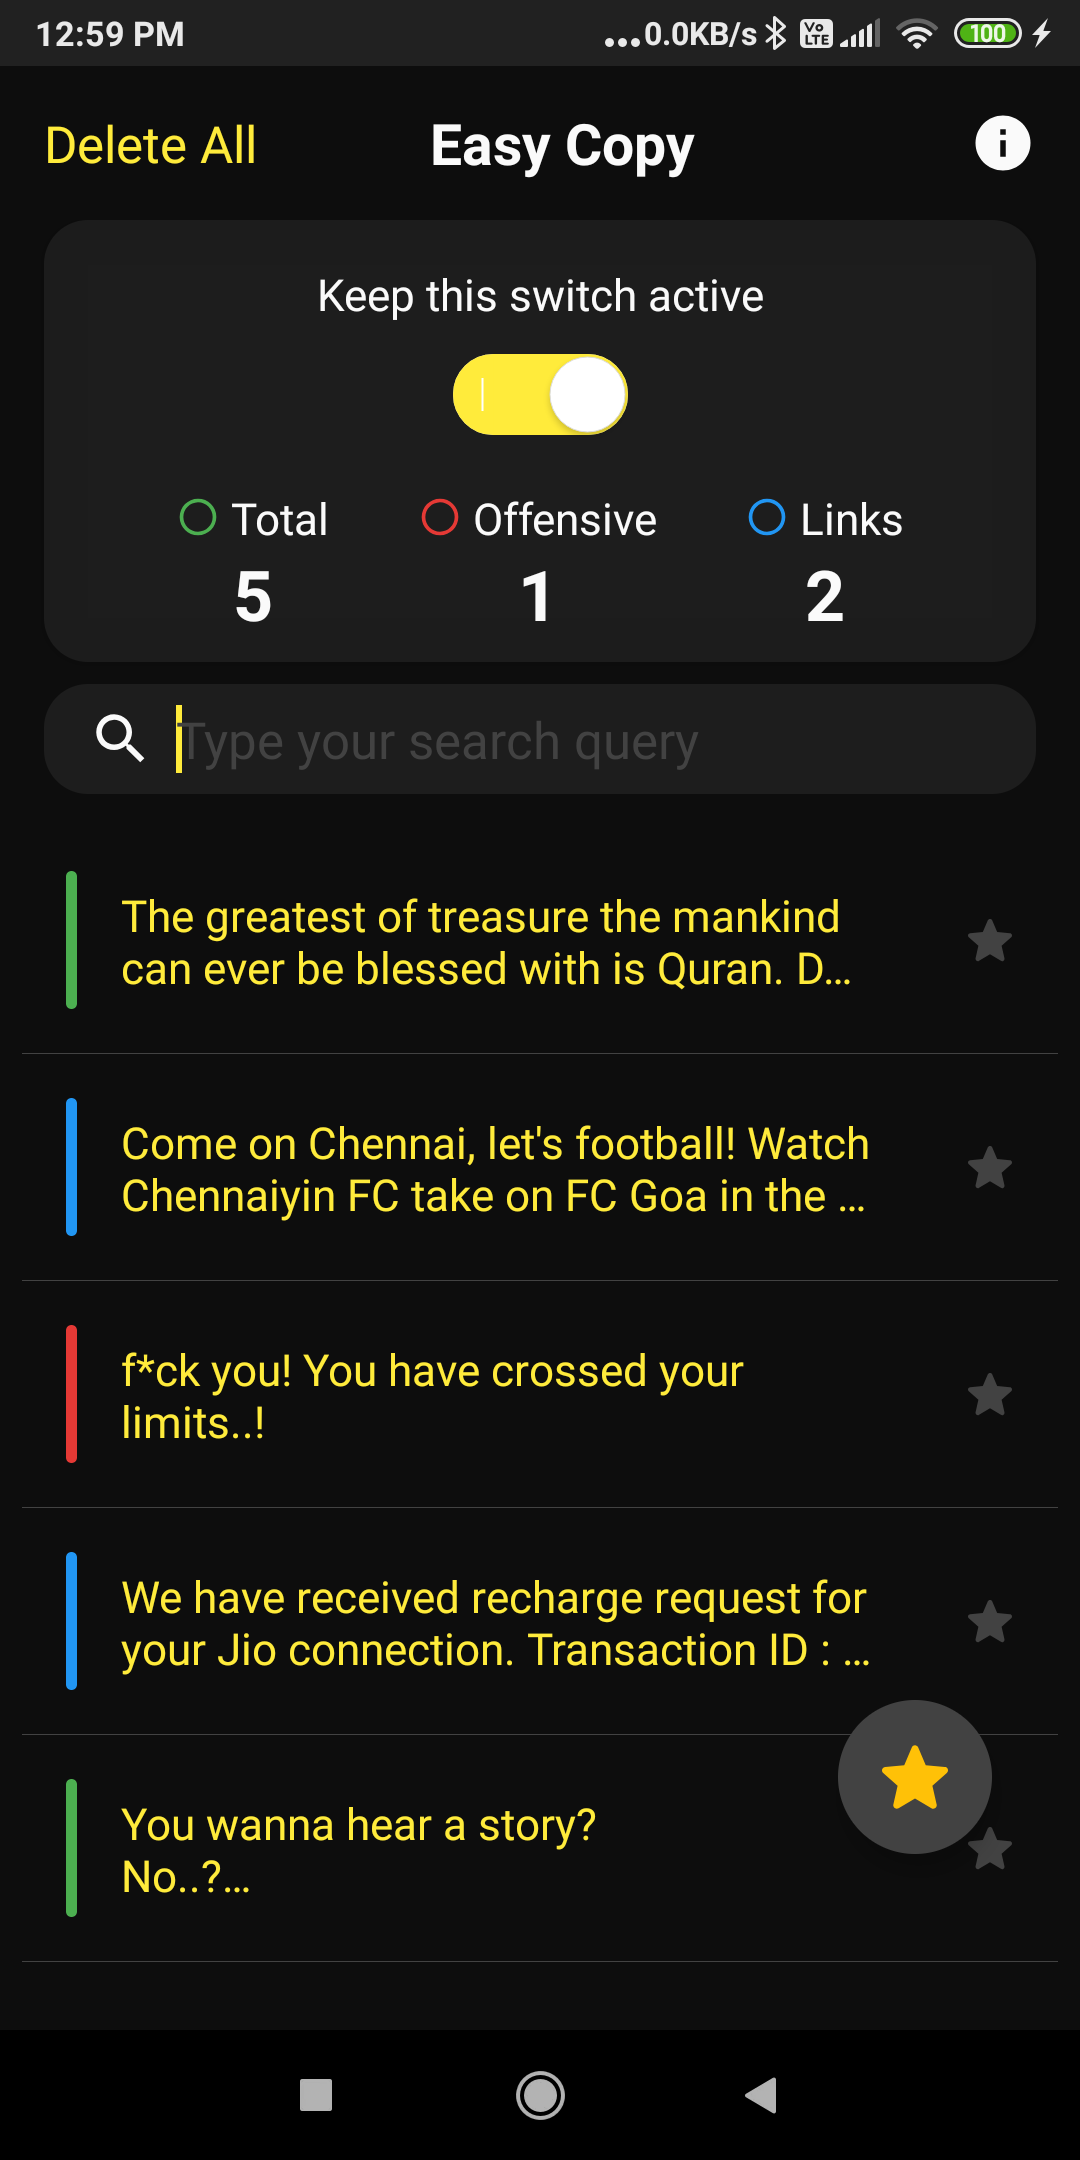 12:59 PM
...0.0KB/s
Vo LTE
100
Delete All
Easy Copy
Keep this switch active
Total
Offensive
Links
5
1
2
Type your search query
The greatest of treasure the mankind
can ever be blessed with is Quran. D...
Come on Chennai, let's football! Watch
Chennaiyin FC take on FC Goa in the ...
f*ck you! You have crossed your
limits..!
We have received recharge request for
your Jio connection. Transaction ID : ...
You wanna hear a story?
No..?...